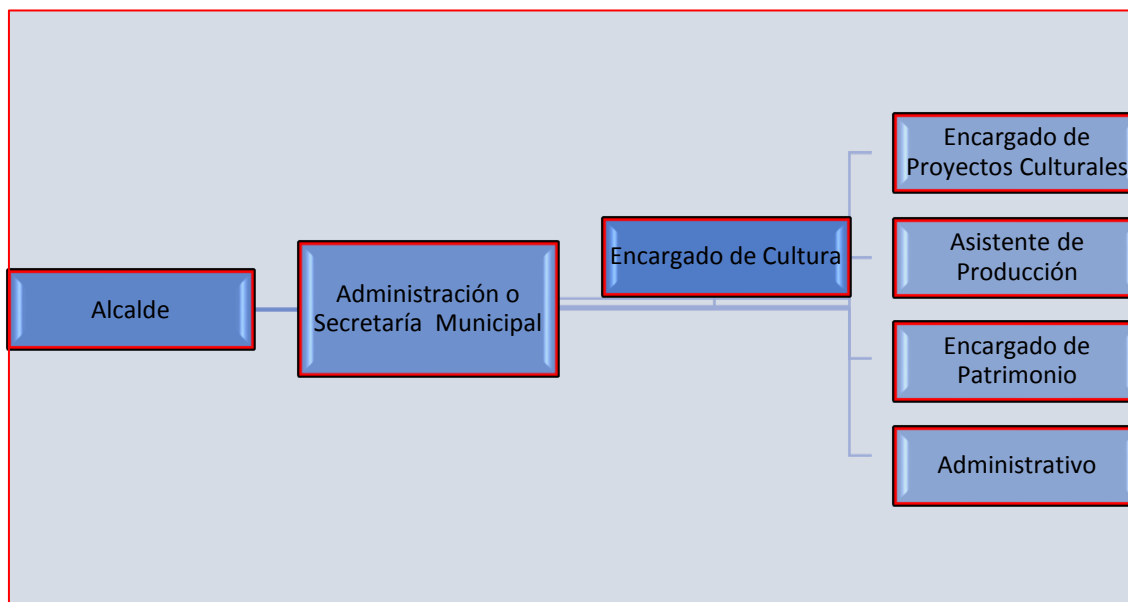 Alcalde
Administración o
Secretaría Municipal
Encargado de Cultura
Encargado de
Proyectos Culturales
Asistente de
Producción
Encargado de
Patrimonio
Administrativo